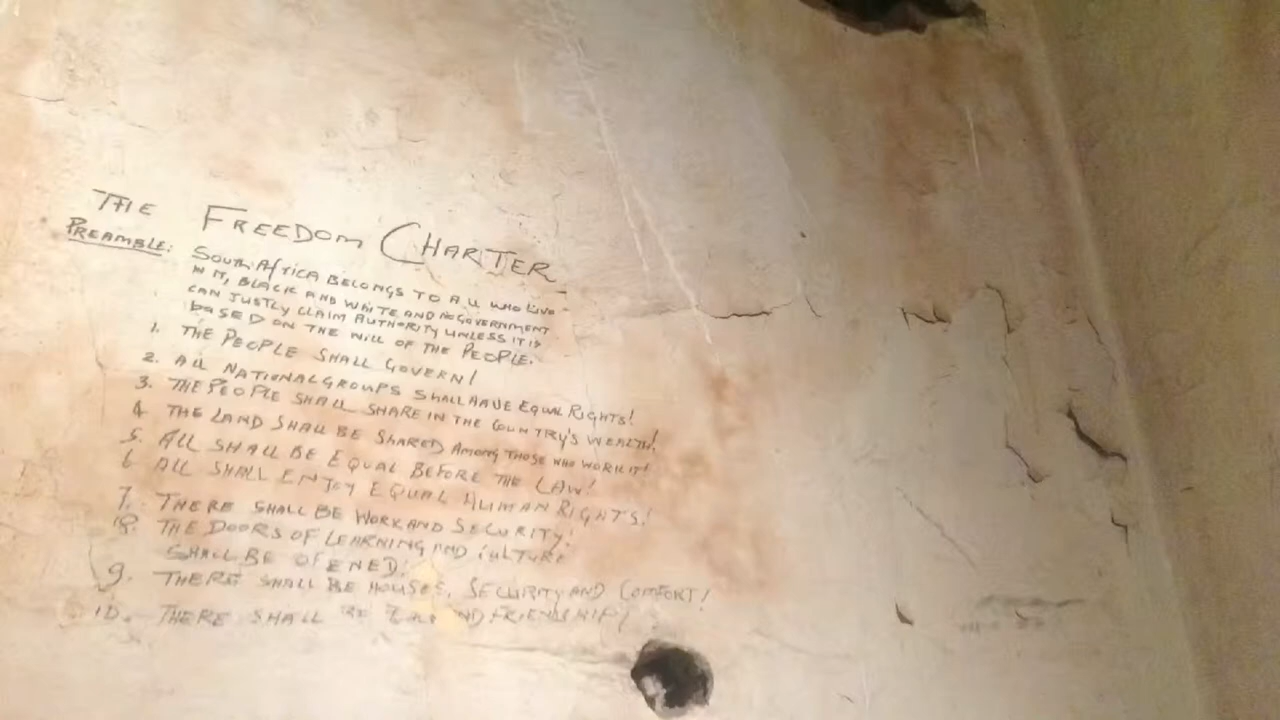 THE FREEDOM CHARTER
PREAMBLE: SOUTH AFRICA BELONGS TO ALL WHO LIVE
IN IT, BLACK AND WHITE AND NO GOVERNMENT
CAN JUSTLY CLAIM AUTHORITY UNLESS IT IS
BASED ON THE WILL OF THE PEOPLE.
1. THE PEOPLE SHALL GOVERN!
2. ALL NATIONAL GROUPS SHALL HAVE EQUAL RIGHTS!
3. THE PEOPLE SHALL SHARE IN THE COUNTRY'S WEALTH!
4. THE LAND SHALL BE SHARED AMONG THOSE WHO WORK IT!
5. ALL SHALL BE EQUAL BEFORE THE LAW!
6 ALL SHALL ENJOY EQUAL HUMAN RIGHTS!
7. THERE SHALL BE WORK AND SECURITY!
8. THE DOORS OF LEARNING AND CULTURE
SHALL BE OPENED!
9. THERE SHALL BE HOUSES, SECURITY AND COMFORT!
10. THERE SHALL BE AND FRIENDSHIP!